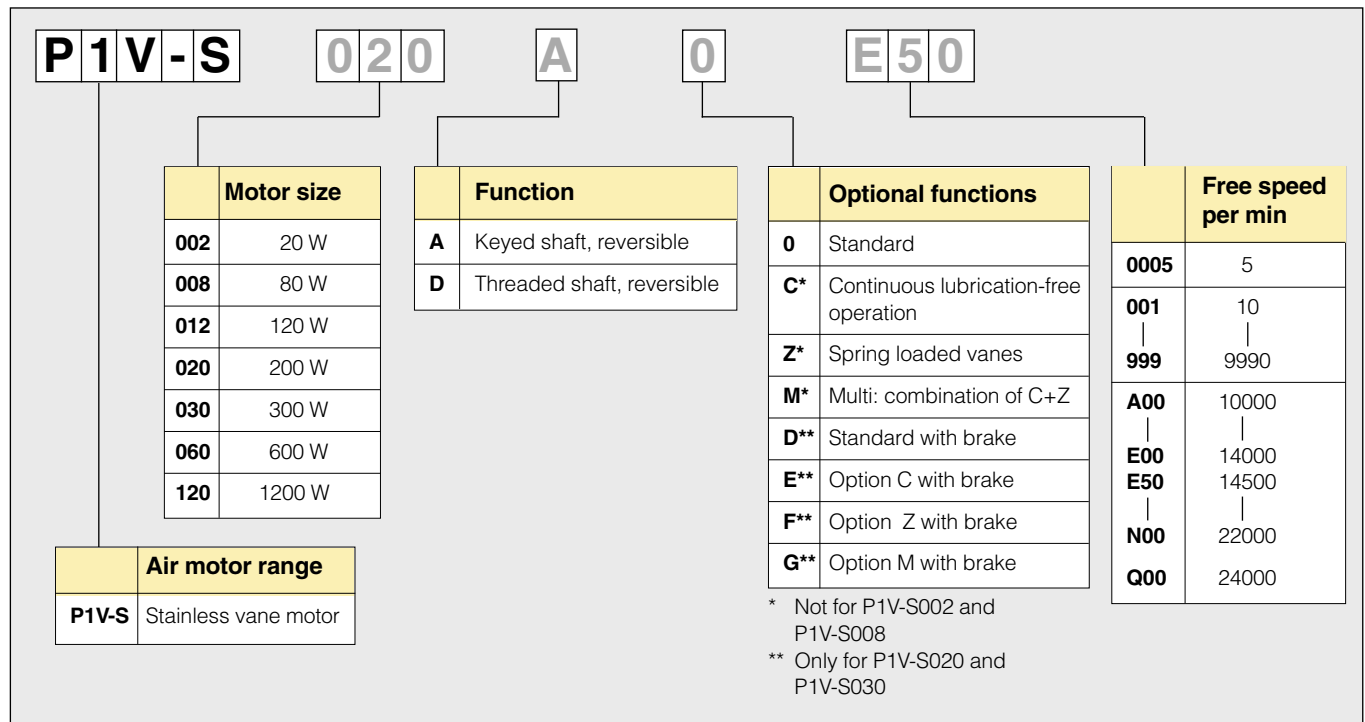 P1V-S 020 A 0 E50
Motor size
002 20 W
008 80 W
012 120 W
020 200 W
030 300 W
060 600 W
120 1200 W
Air motor range
P1V-S Stainless vane motor
Function
A Keyed shaft, reversible
D Threaded shaft, reversible
Optional functions
0 Standard
C* Continuous lubrication-free
operation
Z* Spring loaded vanes
M* Multi: combination of C+Z
D** Standard with brake
E** Option C with brake
F** Option Z with brake
G** Option M with brake
* Not for P1V-S002 and
P1V-S008
** Only for P1V-S020 and
P1V-S030
Free speed
per min
0005 5
001 10
999 9990
A00 10000
E00 14000
E50 14500
N00 22000
Q00 24000